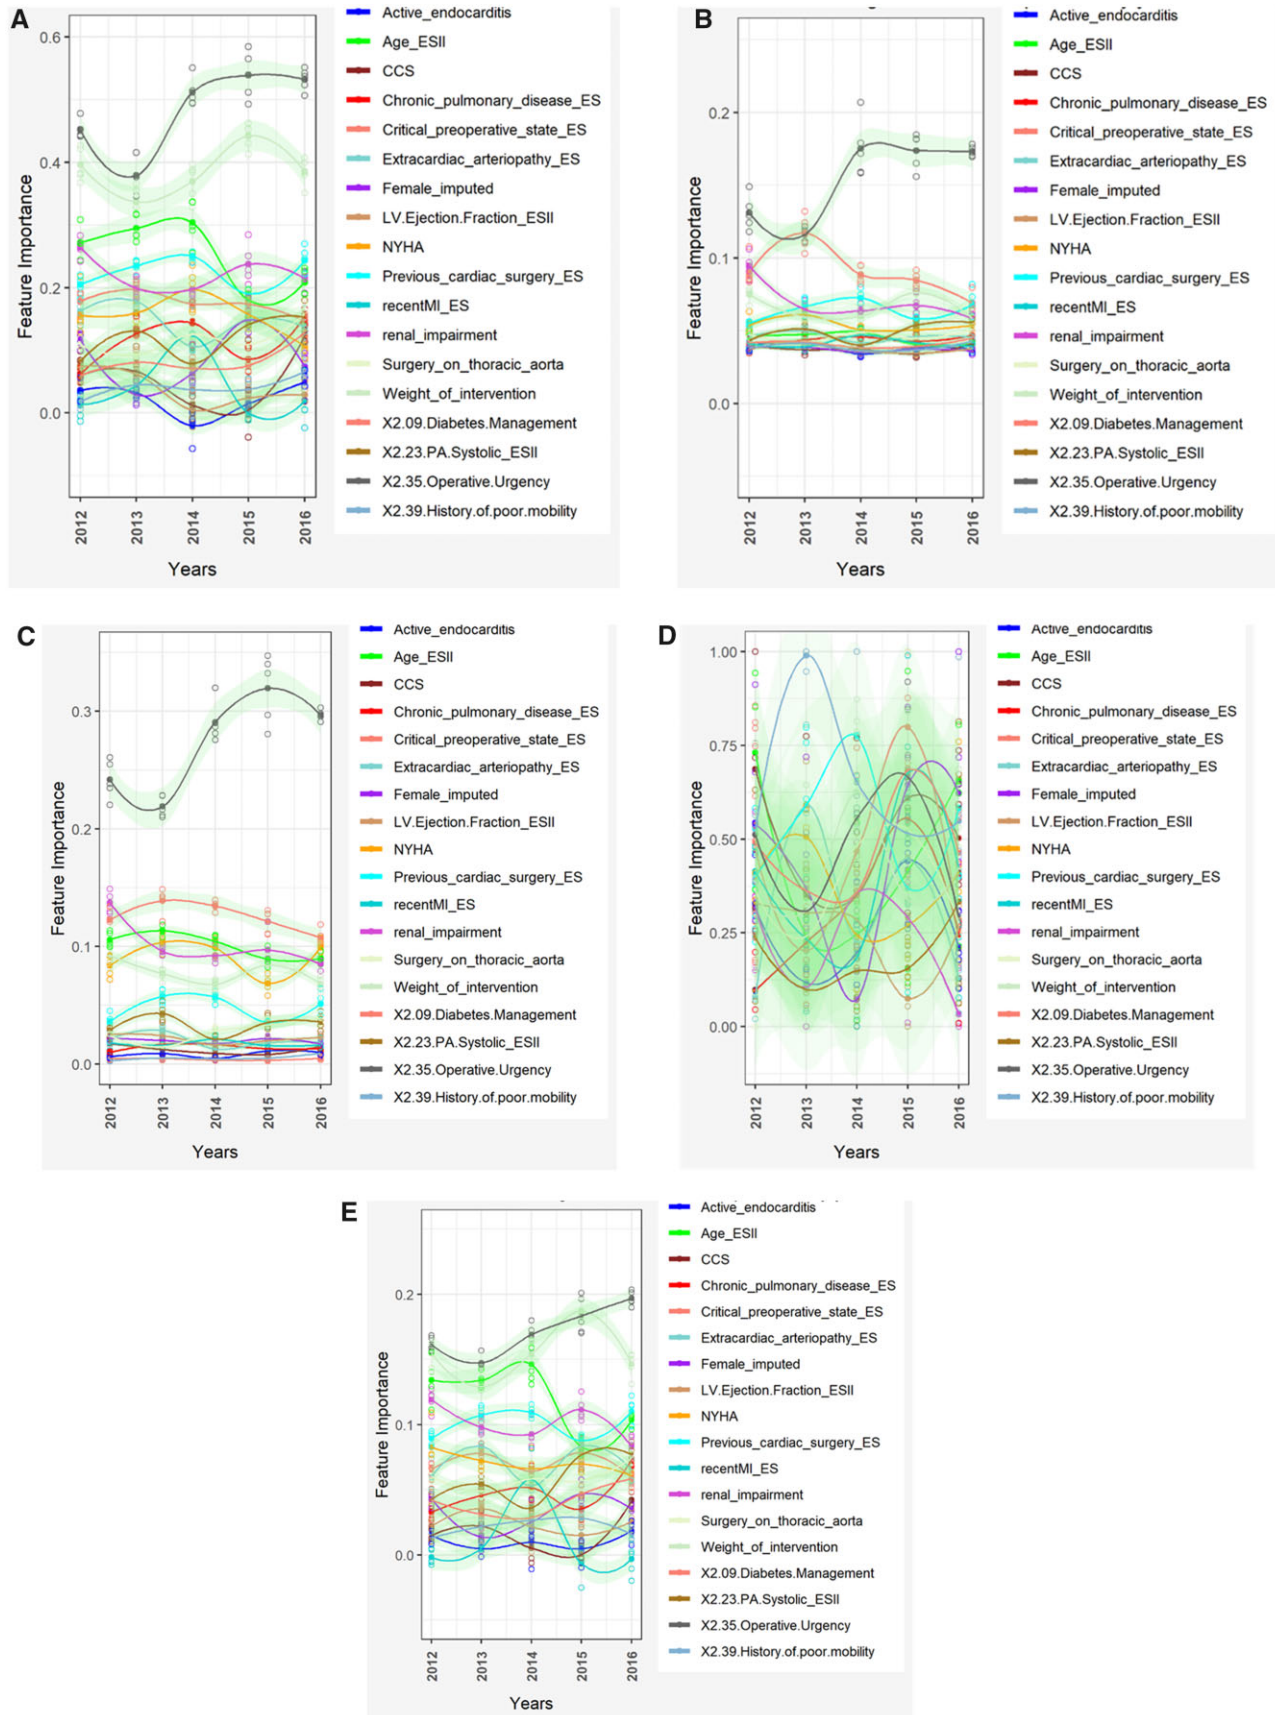 A
0.6
0.4
0.2
0.0
Feature Importance
2012
2013
2014
2015
2016
Years
Active_endocarditis
Age_ESII
CCS
Chronic_pulmonary_disease_ES
Critical_preoperative_state_ES
Extracardiac_arteriopathy_ES
Female_imputed
LV.Ejection.Fraction_ESII
NYHA
Previous_cardiac_surgery_ES
recentMI_ES
renal_impairment
Surgery_on_thoracic_aorta
Weight_of_intervention
X2.09.Diabetes.Management
X2.23.PA.Systolic_ESII
X2.35.Operative.Urgency
X2.39.History.of.poor.mobility
B
0.2
0.1
0.0
Feature Importance
2012
2013
2014
2015
2016
Years
Active_endocarditis
Age_ESII
CCS
Chronic_pulmonary_disease_ES
Critical_preoperative_state_ES
Extracardiac_arteriopathy_ES
Female_imputed
LV.Ejection.Fraction_ESII
NYHA
Previous_cardiac_surgery_ES
recentMI_ES
renal_impairment
Surgery_on_thoracic_aorta
Weight_of_intervention
X2.09.Diabetes.Management
X2.23.PA.Systolic_ESII
X2.35.Operative.Urgency
X2.39.History.of.poor.mobility
C
0.3
0.2
0.1
0.0
Feature Importance
2012
2013
2014
2015
2016
Years
Active_endocarditis
Age_ESII
CCS
Chronic_pulmonary_disease_ES
Critical_preoperative_state_ES
Extracardiac_arteriopathy_ES
Female_imputed
LV.Ejection.Fraction_ESII
NYHA
Previous_cardiac_surgery_ES
recentMI_ES
renal_impairment
Surgery_on_thoracic_aorta
Weight_of_intervention
X2.09.Diabetes.Management
X2.23.PA.Systolic_ESII
X2.35.Operative.Urgency
X2.39.History.of.poor.mobility
D
1.00
0.75
0.50
0.25
0.00
Feature Importance
2012
2013
2014
2015
2016
Years
Active_endocarditis
Age_ESII
CCS
Chronic_pulmonary_disease_ES
Critical_preoperative_state_ES
Extracardiac_arteriopathy_ES
Female_imputed
LV.Ejection.Fraction_ESII
NYHA
Previous_cardiac_surgery_ES
recentMI_ES
renal_impairment
Surgery_on_thoracic_aorta
Weight_of_intervention
X2.09.Diabetes.Management
X2.23.PA.Systolic_ESII
X2.35.Operative.Urgency
X2.39.History.of.poor.mobility
E
0.2
0.1
0.0
Feature Importance
2012
2013
2014
2015
2016
Years
Active_endocarditis
Age_ESII
CCS
Chronic_pulmonary_disease_ES
Critical_preoperative_state_ES
Extracardiac_arteriopathy_ES
Female_imputed
LV.Ejection.Fraction_ESII
NYHA
Previous_cardiac_surgery_ES
recentMI_ES
renal_impairment
Surgery_on_thoracic_aorta
Weight_of_intervention
X2.09.Diabetes.Management
X2.23.PA.Systolic_ESII
X2.35.Operative.Urgency
X2.39.History.of.poor.mobility